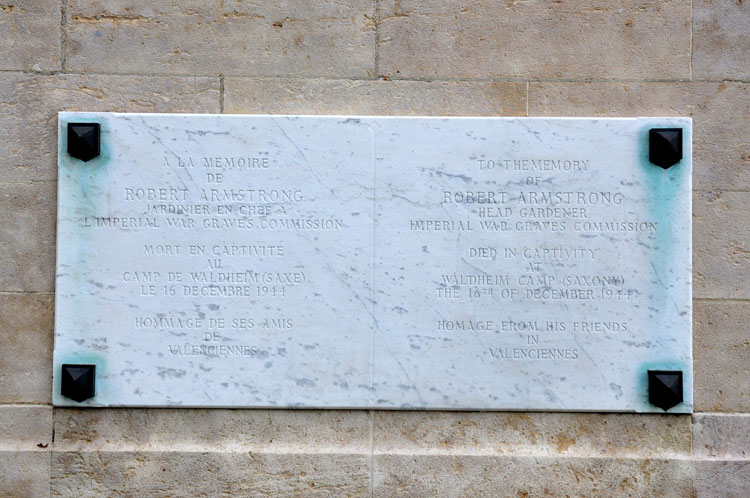 A LA MEMOIRE
DE
ROBERT ARMSTRONG
JARDINIER EN CHEF A
L'IMPERIAL WAR GRAVES COMMISSION
MORT EN CAPTIVITE
AU
CAMP DE WALDHEIM (SAXE)
LE 16 DECEMBRE 1944
HOMMAGE DE SES AMIS
DE
VALENCIENNES
TO THE MEMORY
OF
ROBERT ARMSTRONG
HEAD GARDENER
IMPERIAL WAR GRAVES COMMISSION
DIED IN CAPTIVITY
AT
WALDHEIM CAMP (SAXONY)
THE 16TH OF DECEMBER 1944
HOMAGE FROM HIS FRIENDS
IN
VALENCIENNES